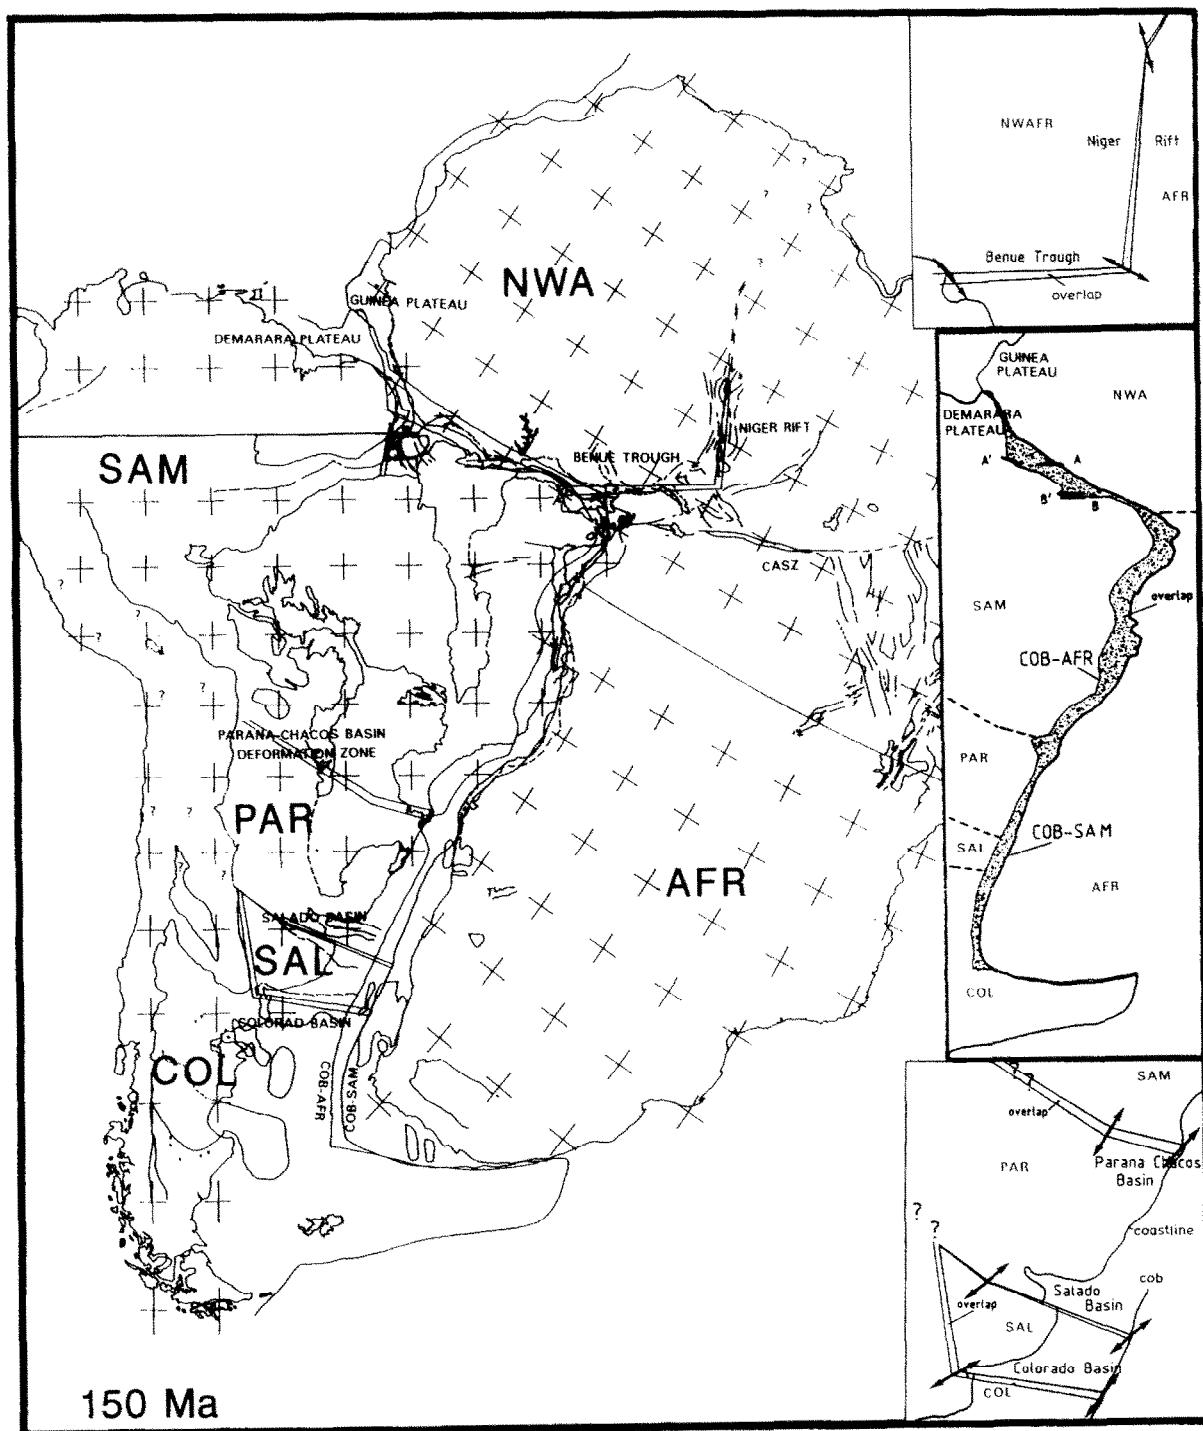 NWA
GUINEA PLATEAU
DEMARARA PLATEAU
SAM
BENUE TROUGH
NIGER RIFT
CASZ
PARANA-CHACOS BASIN
DEFORMATION ZONE
PAR
AFR
SALADO BASIN
SAL
COLORAD BASIN
COL
COB-AFR
COB-SAM
150 Ma
NWAFR
Niger Rift
AFR
Benue Trough
overlap
GUINEA
PLATEAU
NWA
DEMARARA
PLATEAU
A' A
B' B
SAM
overlap
COB-AFR
PAR
COB-SAM
SAL
AFR
COL
? ?
SAM
overlap
PAR
Parana Chacos
Basin
?
?
coastline
cob
Salado
Basin
overlap
SAL
Colorado Basin
COL